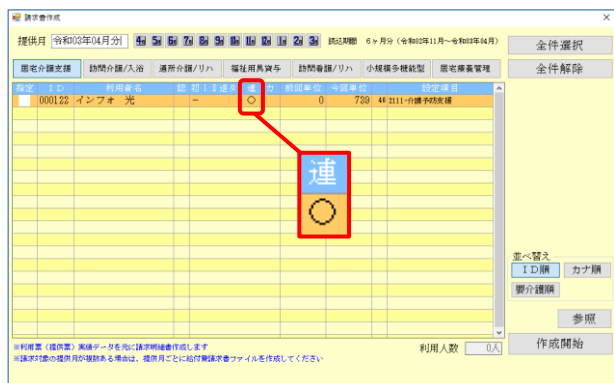 請求書作成
提供月 令和03年04月分 4月 5月 6月 7月 8月 9月 10月 11月 12月 1月 2月 3月 読込期間 6ヶ月分(令和02年11月~令和03年04月) 全件選択
居宅介護支援 訪問介護/入浴 通所介護/リハ 福祉用具貸与 訪問看護/リハ 小規模多機能型 居宅療養管理 全件解除
指定 ID 利用者名 認 初 退 連 カ 前回単位 今回単位 設定項目
000122 インフォ 光 - ○ 0 739 46 2111-介護予防支援
連
○
並べ替え
ID順 カナ順
要介護順
参照
※利用票(提供票)実績データを元に請求明細書作成します 利用人数 0人 作成開始
※請求対象の提供月が複数ある場合は、提供月ごとに給付費請求書ファイルを作成してください